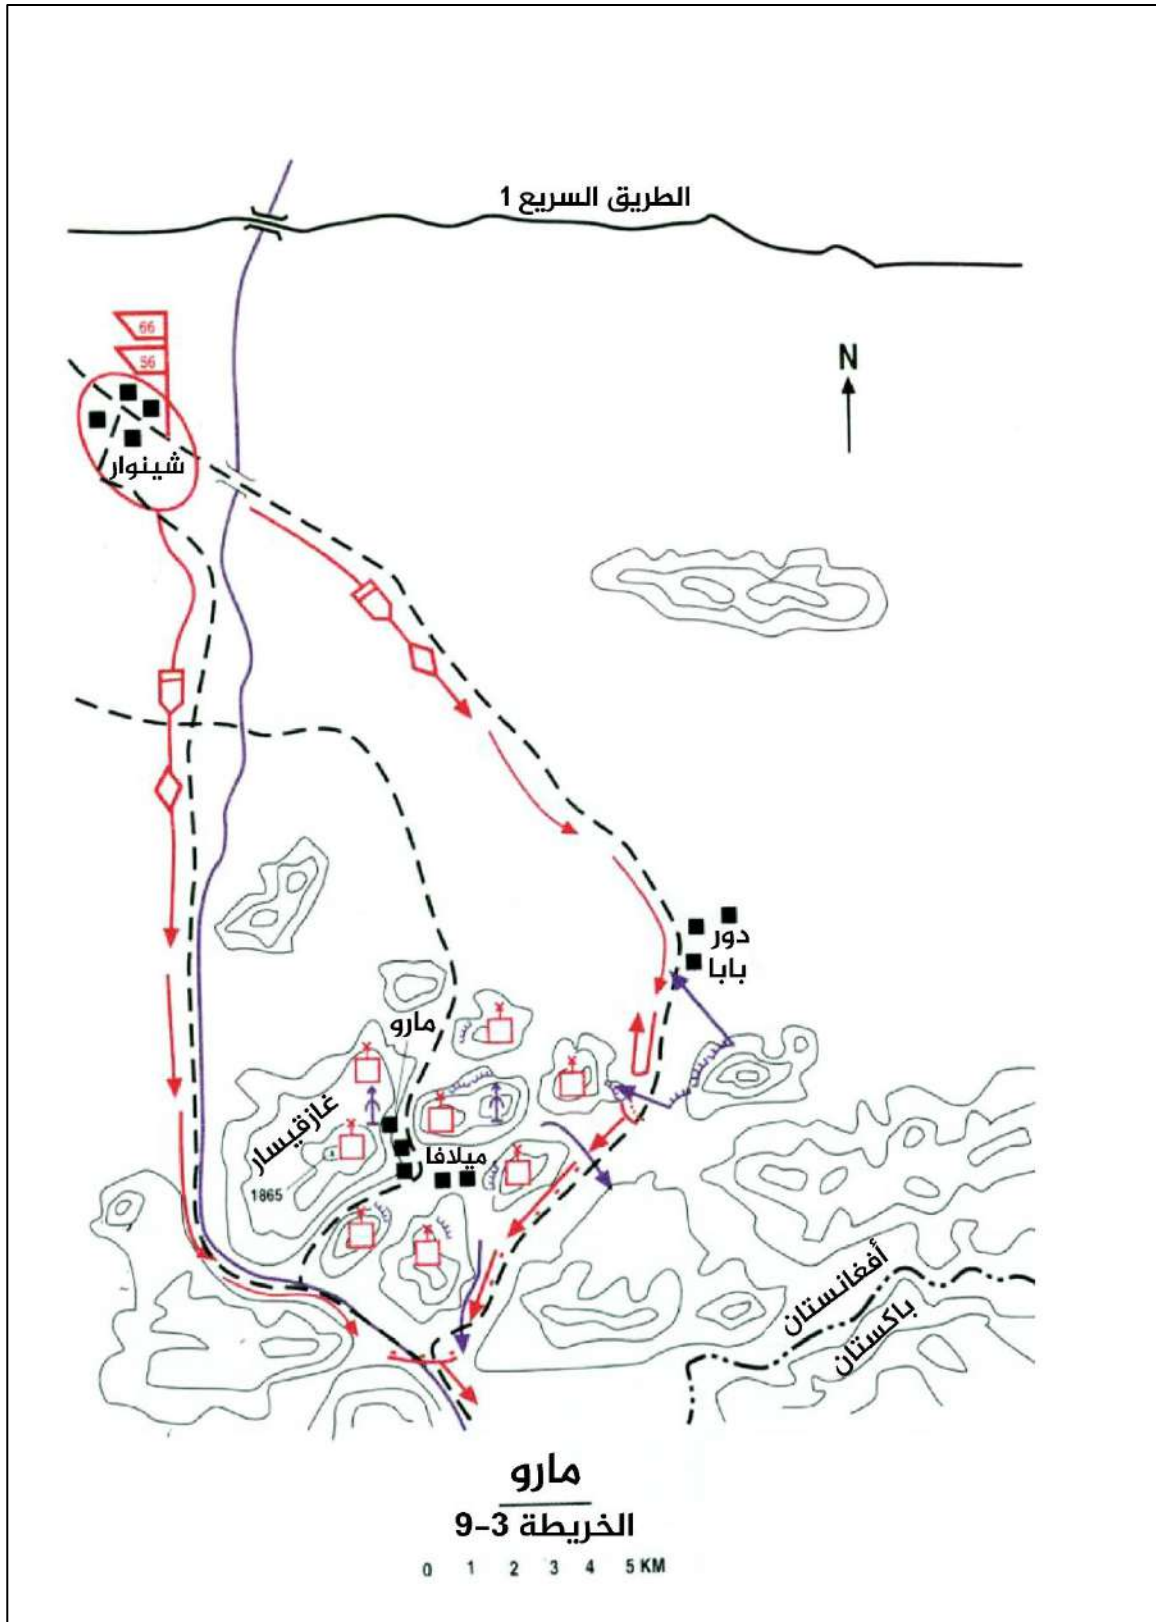 الطريق السريع 1
66
56
N
شينوار
دور
بابا
مارو
غازقيسار
ميلافا
1865
أفغانستان
باكستان
مارو
الخريطة 3-9
0 1 2 3 4 5 KM